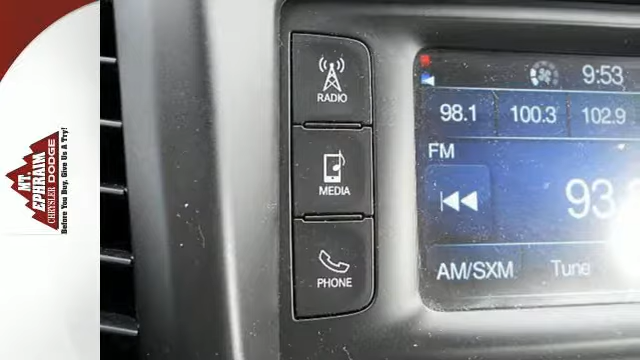 MT.
EPHRAIM
CHRYSLER DODGE
Before You Buy, Give Us A Try!
RADIO
MEDIA
PHONE
9:53
98.1
100.3
102.9
FM
93
AM/SXM
Tune